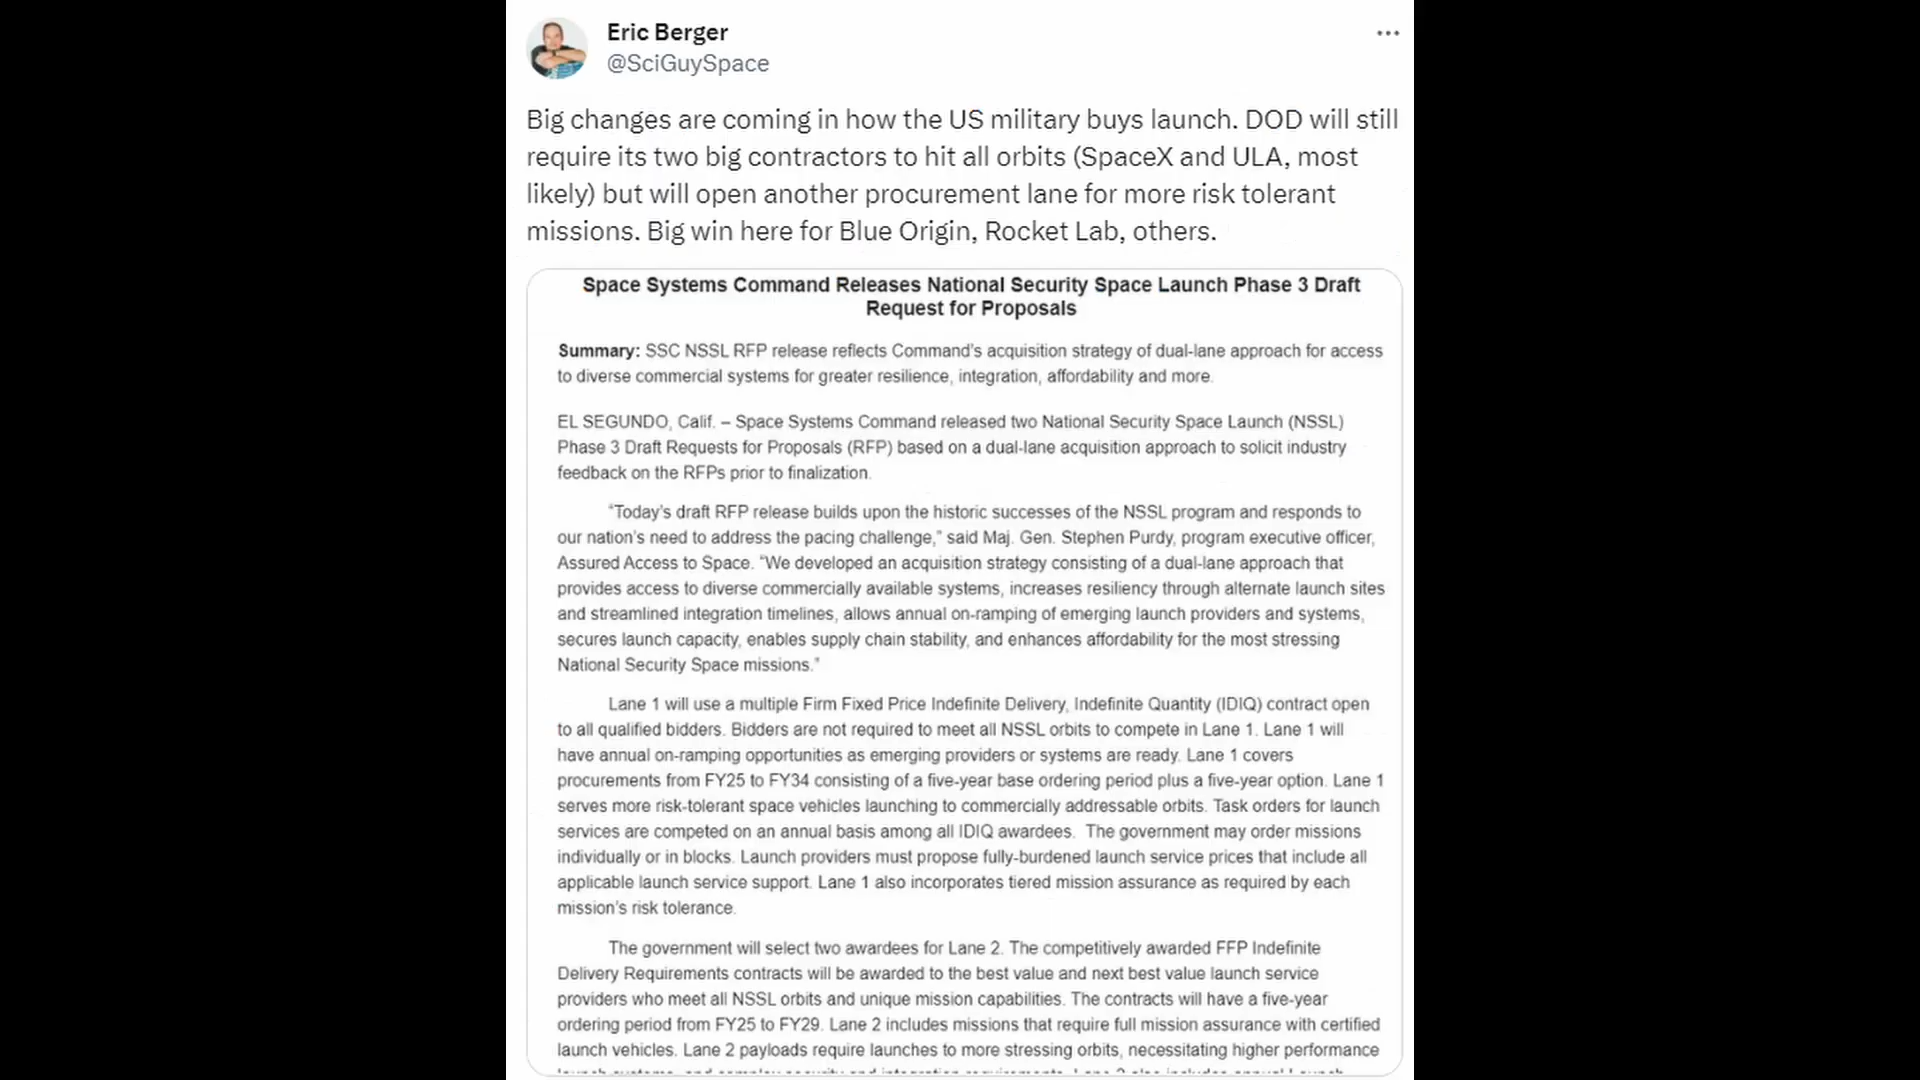 Eric Berger
@SciGuySpace
Big changes are coming in how the US military buys launch. DOD will still
require its two big contractors to hit all orbits (SpaceX and ULA, most
likely) but will open another procurement lane for more risk tolerant
missions. Big win here for Blue Origin, Rocket Lab, others.
Space Systems Command Releases National Security Space Launch Phase 3 Draft
Request for Proposals
Summary: SSC NSSL RFP release reflects Command's acquisition strategy of dual-lane approach for access
to diverse commercial systems for greater resilience, integration, affordability and more.
EL SEGUNDO, Calif. – Space Systems Command released two National Security Space Launch (NSSL)
Phase 3 Draft Requests for Proposals (RFP) based on a dual-lane acquisition approach to solicit industry
feedback on the RFPs prior to finalization.
“Today's draft RFP release builds upon the historic successes of the NSSL program and responds to
our nation's need to address the pacing challenge,” said Maj. Gen. Stephen Purdy, program executive officer,
Assured Access to Space. “We developed an acquisition strategy consisting of a dual-lane approach that
provides access to diverse commercially available systems, increases resiliency through alternate launch sites
and streamlined integration timelines, allows annual on-ramping of emerging launch providers and systems,
secures launch capacity, enables supply chain stability, and enhances affordability for the most stressing
National Security Space missions.”
Lane 1 will use a multiple Firm Fixed Price Indefinite Delivery, Indefinite Quantity (IDIQ) contract open
to all qualified bidders. Bidders are not required to meet all NSSL orbits to compete in Lane 1. Lane 1 will
have annual on-ramping opportunities as emerging providers or systems are ready. Lane 1 covers
procurements from FY25 to FY34 consisting of a five-year base ordering period plus a five-year option. Lane 1
serves more risk-tolerant space vehicles launching to commercially addressable orbits. Task orders for launch
services are competed on an annual basis among all IDIQ awardees. The government may order missions
individually or in blocks. Launch providers must propose fully-burdened launch service prices that include all
applicable launch service support. Lane 1 also incorporates tiered mission assurance as required by each
mission's risk tolerance.
The government will select two awardees for Lane 2. The competitively awarded FFP Indefinite
Delivery Requirements contracts will be awarded to the best value and next best value launch service
providers who meet all NSSL orbits and unique mission capabilities. The contracts will have a five-year
ordering period from FY25 to FY29. Lane 2 includes missions that require full mission assurance with certified
launch vehicles. Lane 2 payloads require launches to more stressing orbits, necessitating higher performance